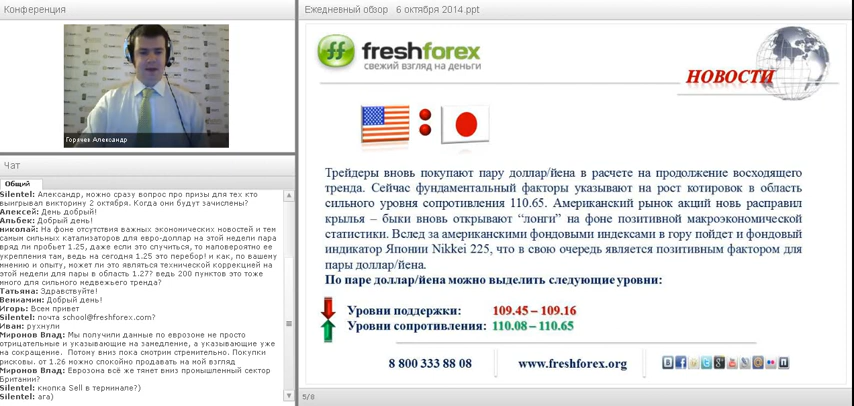 Конференция
Горячев Александр
Чат
Общий
Silentel: Александр, можно сразу вопрос про призы для тех кто
выигрывал викторину 2 октября. Когда они будут зачислены?
Алексей: День добрый!
Альбек: Добрый день!
николай: На фоне отсутствия важных экономических новостей и тем
самым сильных катализаторов для евро-доллар на этой недели пара
вряд ли пробьет 1.25, даже если это случиться, то маловероятно ее
укрепления там, ведь на сегодня 1.25 это перебор! и как, по вашему
мнению и опыту, может ли это являться технической коррекцией на
этой недели для пары в область 1.27? ведь 200 пунктов это тоже
много для сильного медвежьего тренда?
Татьяна: Здравствуйте!
Вениамин: Добрый день!
Игорь: Всем привет
Silentel: почта school@freshforex.com?
Иван: рухнули
Миронов Влад: Мы получили данные по еврозоне не просто
отрицательные и указывающие на замедление, а указывающие уже
на сокращение. Потому вниз пока смотрим стремительно. Покупки
рисковы. от 1.26 можно спокойно продавать на мой взгляд
Миронов Влад: Еврозона всё же тянет вниз промышленный сектор
Британии?
Silentel: кнопка Sell в терминале?)
Silentel: ага)
Ежедневный обзор 6 октября 2014.ppt
freshforex
свежий взгляд на деньги
НОВОСТИ
Трейдеры вновь покупают пару доллар/йена в расчете на продолжение восходящего
тренда. Сейчас фундаментальный факторы указывают на рост котировок в область
сильного уровня сопротивления 110.65. Американский рынок акций новь расправил
крылья – быки вновь открывают “лонги” на фоне позитивной макроэкономической
статистики. Вслед за американскими фондовыми индексами в гору пойдет и фондовый
индикатор Японии Nikkei 225, что в свою очередь является позитивным фактором для
пары доллар/йена.
По паре доллар/йена можно выделить следующие уровни:
Уровни поддержки: 109.45 – 109.16
Уровни сопротивления: 110.08 – 110.65
8 800 333 88 08
www.freshforex.org
5/8